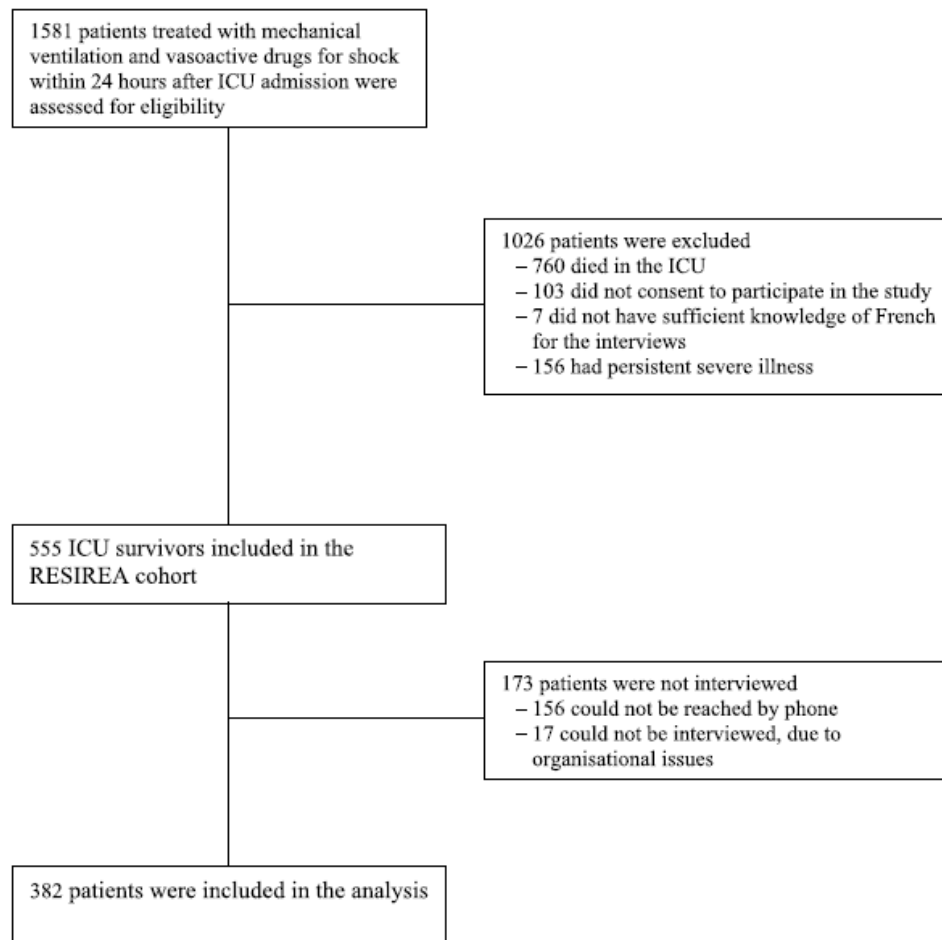 1581 patients treated with mechanical
ventilation and vasoactive drugs for shock
within 24 hours after ICU admission were
assessed for eligibility
1026 patients were excluded
– 760 died in the ICU
– 103 did not consent to participate in the study
– 7 did not have sufficient knowledge of French
for the interviews
– 156 had persistent severe illness
555 ICU survivors included in the
RESIREA cohort
173 patients were not interviewed
– 156 could not be reached by phone
– 17 could not be interviewed, due to
organisational issues
382 patients were included in the analysis